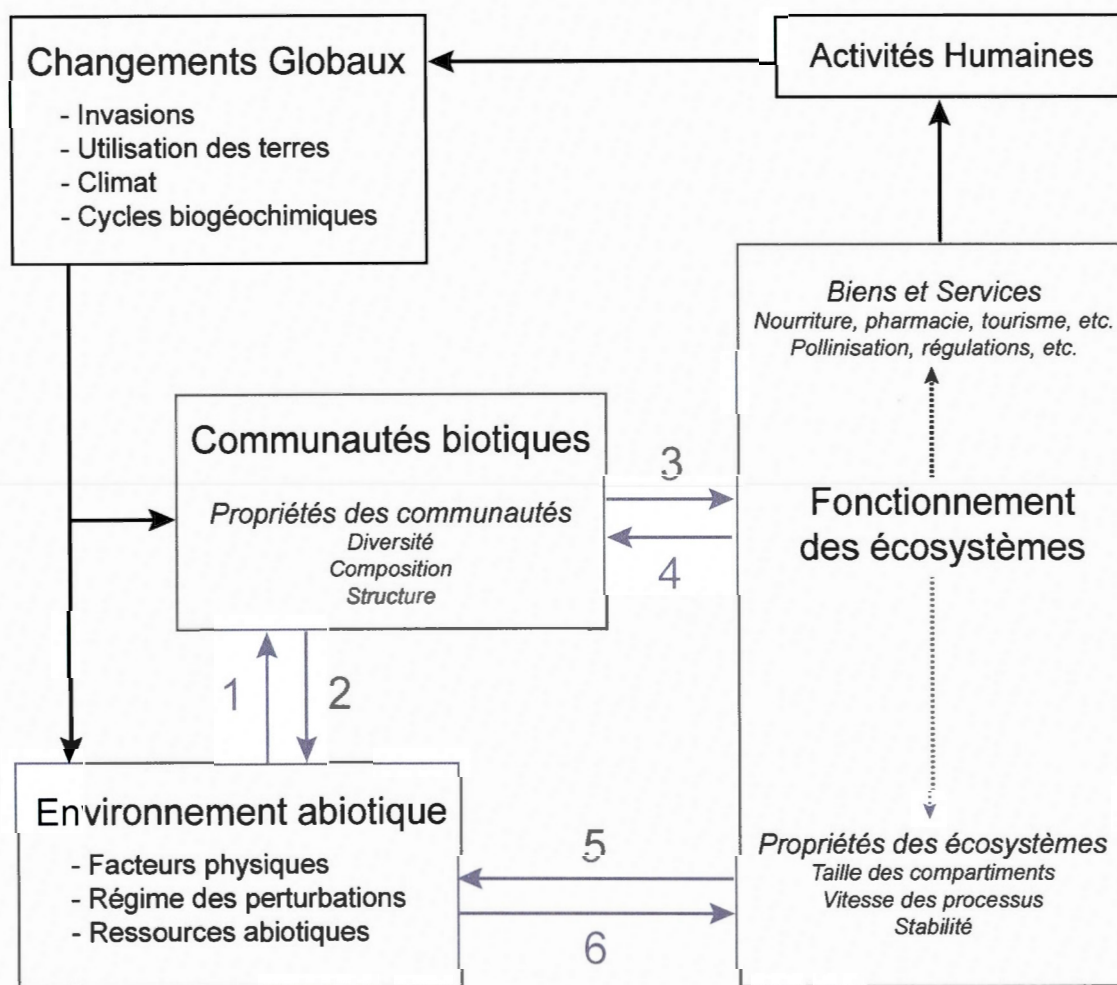 Changements Globaux
- Invasions
- Utilisation des terres
- Climat
- Cycles biogéochimiques
Activités Humaines
Biens et Services
Nourriture, pharmacie, tourisme, etc.
Pollinisation, régulations, etc.
Communautés biotiques
Propriétés des communautés
Diversité
Composition
Structure
3
4
Fonctionnement
des écosystèmes
1
2
Environnement abiotique
- Facteurs physiques
- Régime des perturbations
- Ressources abiotiques
5
6
Propriétés des écosystèmes
Taille des compartiments
Vitesse des processus
Stabilité